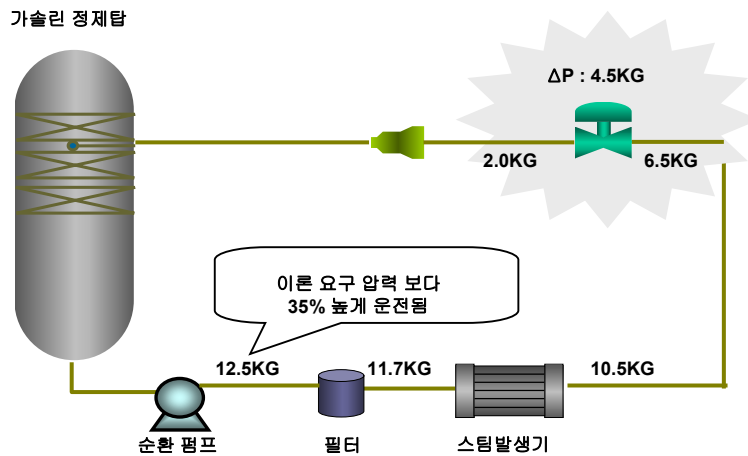 가솔린 정제탑
ΔP : 4.5KG
2.0KG
6.5KG
이론 요구 압력 보다
35% 높게 운전됨
12.5KG
11.7KG
10.5KG
순환 펌프
필터
스팀발생기